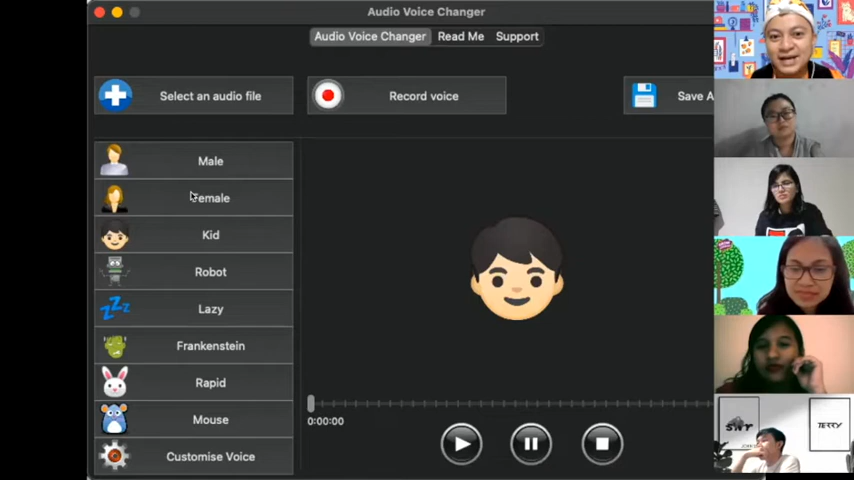 Audio Voice Changer
Audio Voice Changer Read Me Support
Select an audio file
Record voice
Save A
Male
Female
Kid
Robot
Lazy
Frankenstein
Rapid
Mouse
Customise Voice
0:00:00
TERRY